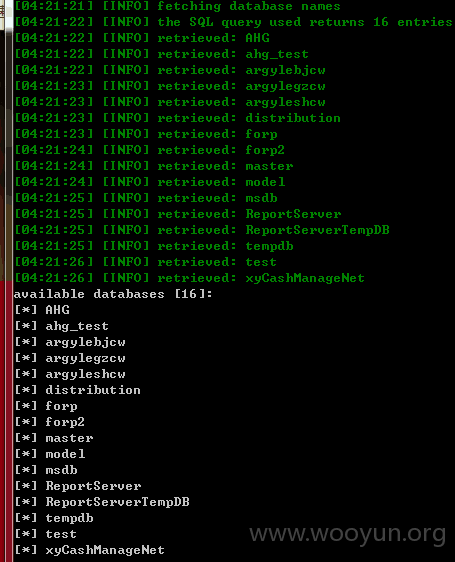 [04:21:21] [INFO] fetching database names
[04:21:22] [INFO] the SQL query used returns 16 entries
[04:21:22] [INFO] retrieved: AHG
[04:21:22] [INFO] retrieved: ahg_test
[04:21:22] [INFO] retrieved: argylebjcw
[04:21:23] [INFO] retrieved: argylegzcw
[04:21:23] [INFO] retrieved: argyleshcw
[04:21:23] [INFO] retrieved: distribution
[04:21:23] [INFO] retrieved: forp
[04:21:24] [INFO] retrieved: forp2
[04:21:24] [INFO] retrieved: master
[04:21:24] [INFO] retrieved: model
[04:21:25] [INFO] retrieved: msdb
[04:21:25] [INFO] retrieved: ReportServer
[04:21:25] [INFO] retrieved: ReportServerTempDB
[04:21:25] [INFO] retrieved: tempdb
[04:21:26] [INFO] retrieved: test
[04:21:26] [INFO] retrieved: xyCashManageNet
available databases [16]:
[*] AHG
[*] ahg_test
[*] argylebjcw
[*] argylegzcw
[*] argyleshcw
[*] distribution
[*] forp
[*] forp2
[*] master
[*] model
[*] msdb
[*] ReportServer
[*] ReportServerTempDB
[*] tempdb
[*] test
[*] xyCashManageNet
www.wooyun.org